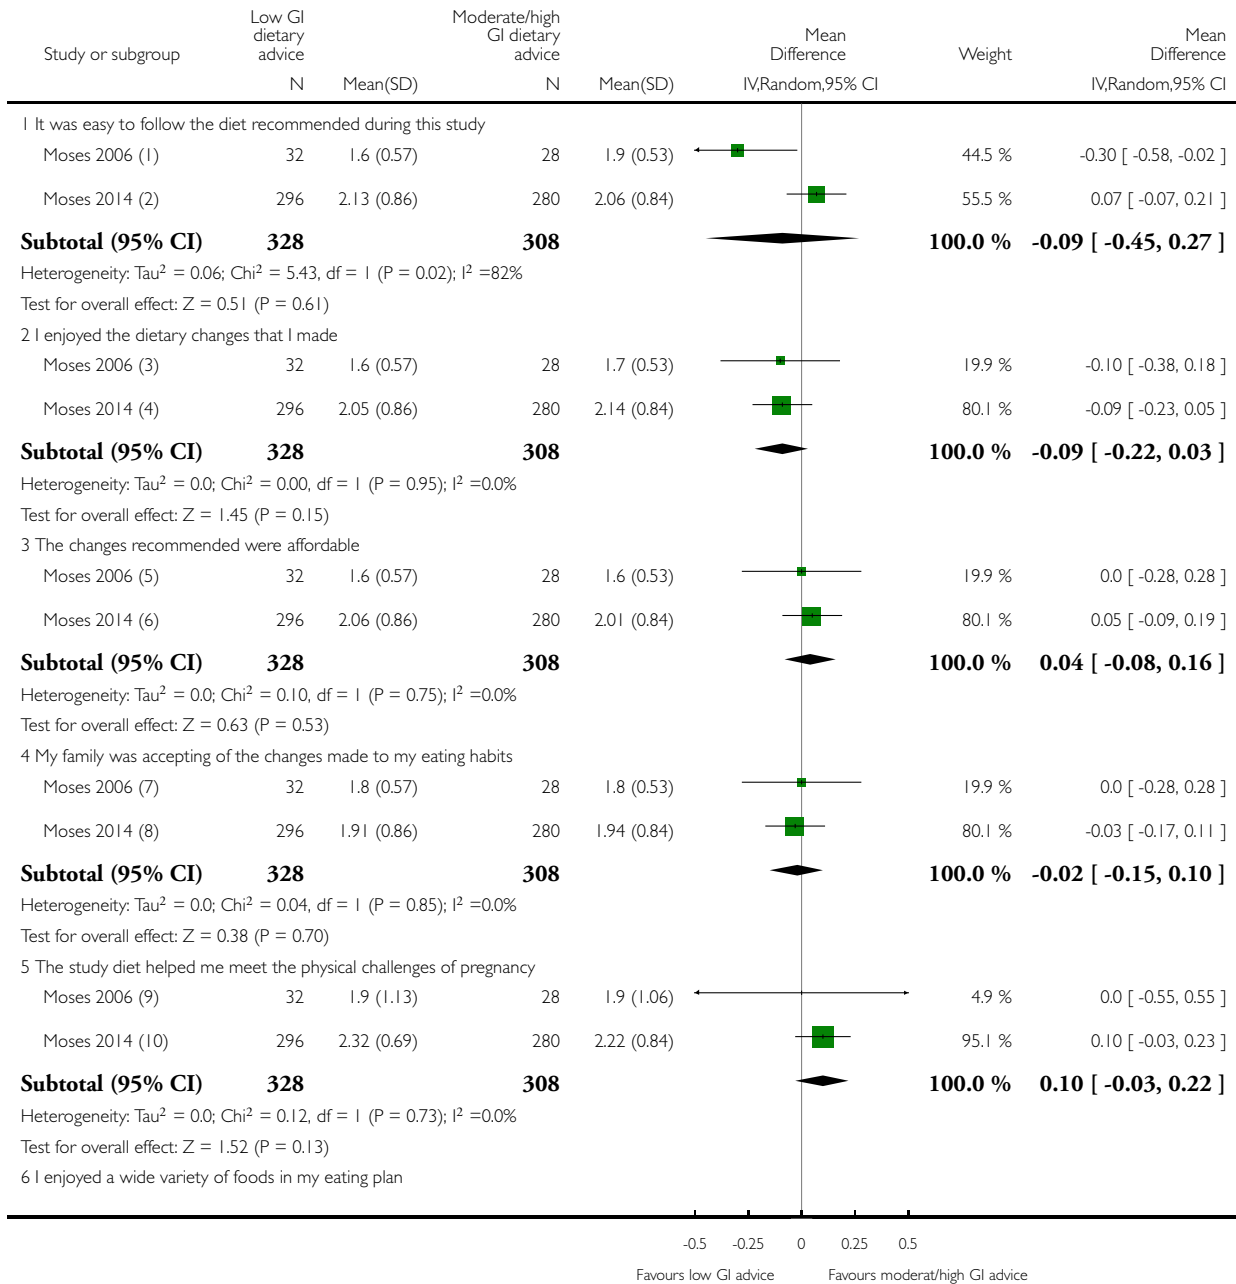 Study or subgroup Low GI dietary advice Moderate/high GI dietary advice Mean Difference Weight Mean Difference
N Mean(SD) N Mean(SD) IV,Random,95% CI IV,Random,95% CI
1 It was easy to follow the diet recommended during this study
Moses 2006 (1) 32 1.6 (0.57) 28 1.9 (0.53) 44.5 % -0.30 [ -0.58, -0.02 ]
Moses 2014 (2) 296 2.13 (0.86) 280 2.06 (0.84) 55.5 % 0.07 [ -0.07, 0.21 ]
Subtotal (95% CI) 328 308 100.0 % -0.09 [ -0.45, 0.27 ]
Heterogeneity: Tau² = 0.06; Chi² = 5.43, df = 1 (P = 0.02); I² =82%
Test for overall effect: Z = 0.51 (P = 0.61)
2 I enjoyed the dietary changes that I made
Moses 2006 (3) 32 1.6 (0.57) 28 1.7 (0.53) 19.9 % -0.10 [ -0.38, 0.18 ]
Moses 2014 (4) 296 2.05 (0.86) 280 2.14 (0.84) 80.1 % -0.09 [ -0.23, 0.05 ]
Subtotal (95% CI) 328 308 100.0 % -0.09 [ -0.22, 0.03 ]
Heterogeneity: Tau² = 0.0; Chi² = 0.00, df = 1 (P = 0.95); I² =0.0%
Test for overall effect: Z = 1.45 (P = 0.15)
3 The changes recommended were affordable
Moses 2006 (5) 32 1.6 (0.57) 28 1.6 (0.53) 19.9 % 0.0 [ -0.28, 0.28 ]
Moses 2014 (6) 296 2.06 (0.86) 280 2.01 (0.84) 80.1 % 0.05 [ -0.09, 0.19 ]
Subtotal (95% CI) 328 308 100.0 % 0.04 [ -0.08, 0.16 ]
Heterogeneity: Tau² = 0.0; Chi² = 0.10, df = 1 (P = 0.75); I² =0.0%
Test for overall effect: Z = 0.63 (P = 0.53)
4 My family was accepting of the changes made to my eating habits
Moses 2006 (7) 32 1.8 (0.57) 28 1.8 (0.53) 19.9 % 0.0 [ -0.28, 0.28 ]
Moses 2014 (8) 296 1.91 (0.86) 280 1.94 (0.84) 80.1 % -0.03 [ -0.17, 0.11 ]
Subtotal (95% CI) 328 308 100.0 % -0.02 [ -0.15, 0.10 ]
Heterogeneity: Tau² = 0.0; Chi² = 0.04, df = 1 (P = 0.85); I² =0.0%
Test for overall effect: Z = 0.38 (P = 0.70)
5 The study diet helped me meet the physical challenges of pregnancy
Moses 2006 (9) 32 1.9 (1.13) 28 1.9 (1.06) 4.9 % 0.0 [ -0.55, 0.55 ]
Moses 2014 (10) 296 2.32 (0.69) 280 2.22 (0.84) 95.1 % 0.10 [ -0.03, 0.23 ]
Subtotal (95% CI) 328 308 100.0 % 0.10 [ -0.03, 0.22 ]
Heterogeneity: Tau² = 0.0; Chi² = 0.12, df = 1 (P = 0.73); I² =0.0%
Test for overall effect: Z = 1.52 (P = 0.13)
6 I enjoyed a wide variety of foods in my eating plan
-0.5 -0.25 0 0.25 0.5
Favours low GI advice Favours moderat/high GI advice